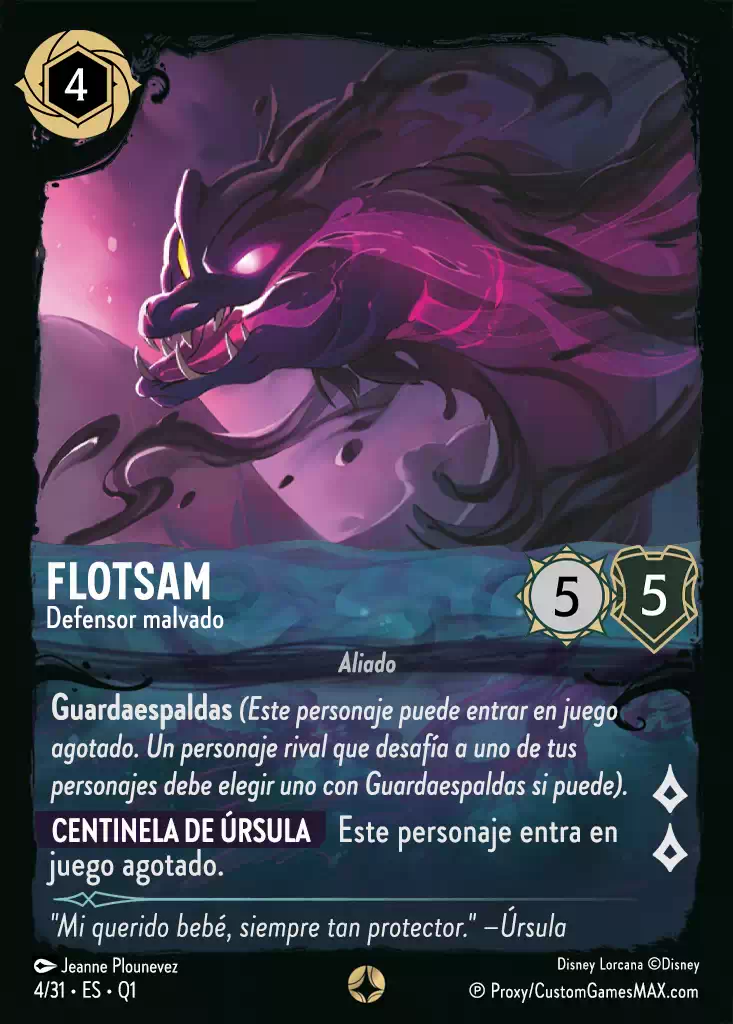 4
FLOTSAM
Defensor malvado
5
5
Aliado
Guardaespaldas (Este personaje puede entrar en juego
agotado. Un personaje rival que desafía a uno de tus
personajes debe elegir uno con Guardaespaldas si puede).
CENTINELA DE ÚRSULA Este personaje entra en
juego agotado.
"Mi querido bebé, siempre tan protector." —Úrsula
Jeanne Plounevez
Disney Lorcana ©Disney
4/31 • ES • Q1
Ⓟ Proxy/CustomGamesMAX.com